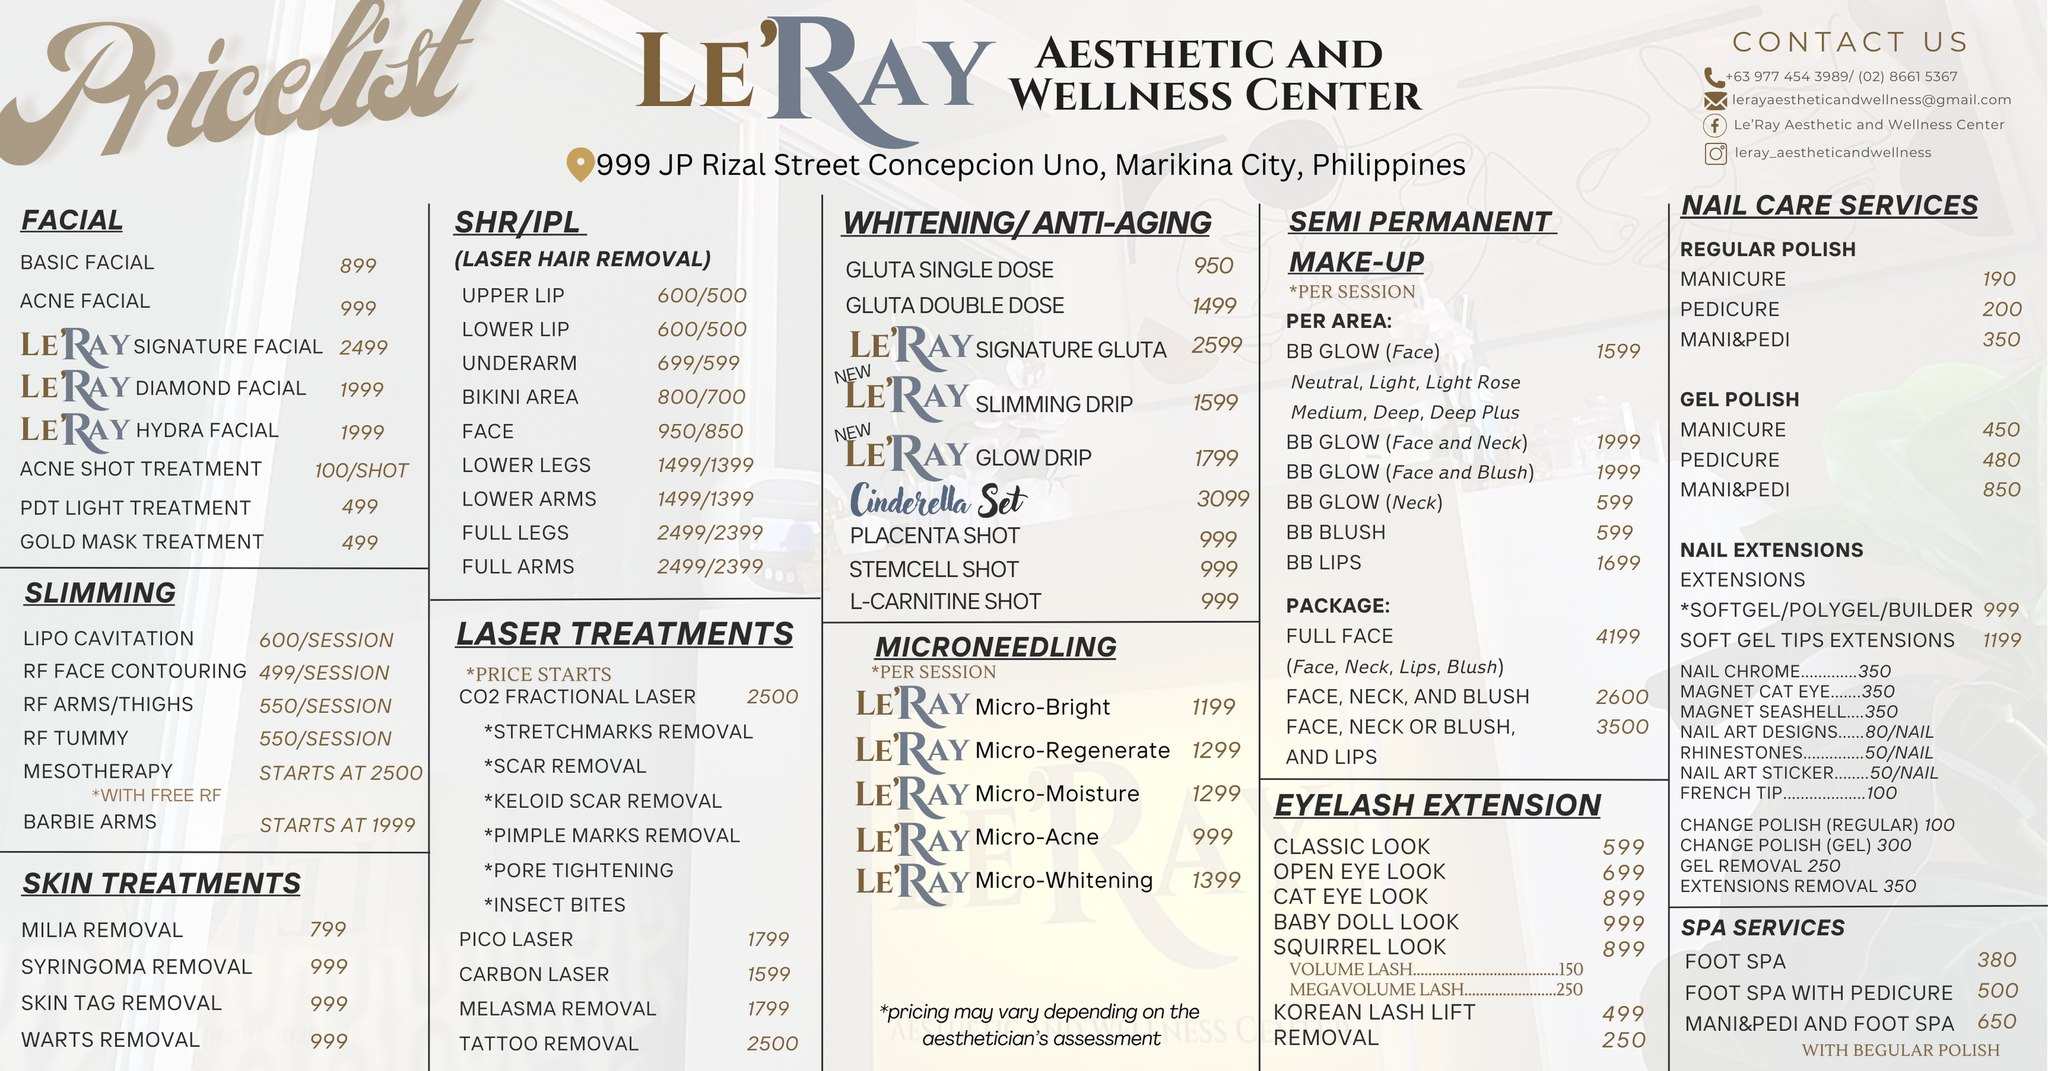 Pricelist
LE'RAY AESTHETIC AND WELLNESS CENTER
999 JP Rizal Street Concepcion Uno, Marikina City, Philippines
CONTACT US
+63 977 454 3989/ (02) 8661 5367
lerayaestheticandwellness@gmail.com
Le'Ray Aesthetic and Wellness Center
leray_aestheticandwellness
FACIAL
BASIC FACIAL 899
ACNE FACIAL 999
LE'RAY SIGNATURE FACIAL 2499
LE'RAY DIAMOND FACIAL 1999
LE'RAY HYDRA FACIAL 1999
ACNE SHOT TREATMENT 100/SHOT
PDT LIGHT TREATMENT 499
GOLD MASK TREATMENT 499
SLIMMING
LIPO CAVITATION 600/SESSION
RF FACE CONTOURING 499/SESSION
RF ARMS/THIGHS 550/SESSION
RF TUMMY 550/SESSION
MESOTHERAPY STARTS AT 2500
*WITH FREE RF
BARBIE ARMS STARTS AT 1999
SKIN TREATMENTS
MILIA REMOVAL 799
SYRINGOMA REMOVAL 999
SKIN TAG REMOVAL 999
WARTS REMOVAL 999
SHR/IPL
(LASER HAIR REMOVAL)
UPPER LIP 600/500
LOWER LIP 600/500
UNDERARM 699/599
BIKINI AREA 800/700
FACE 950/850
LOWER LEGS 1499/1399
LOWER ARMS 1499/1399
FULL LEGS 2499/2399
FULL ARMS 2499/2399
LASER TREATMENTS
*PRICE STARTS
CO2 FRACTIONAL LASER 2500
*STRETCHMARKS REMOVAL
*SCAR REMOVAL
*KELOID SCAR REMOVAL
*PIMPLE MARKS REMOVAL
*PORE TIGHTENING
*INSECT BITES
PICO LASER 1799
CARBON LASER 1599
MELASMA REMOVAL 1799
TATTOO REMOVAL 2500
WHITENING/ ANTI-AGING
GLUTA SINGLE DOSE 950
GLUTA DOUBLE DOSE 1499
LE'RAY SIGNATURE GLUTA 2599
NEW
LE'RAY SLIMMING DRIP 1599
NEW
LE'RAY GLOW DRIP 1799
Cinderella Set 3099
PLACENTA SHOT 999
STEMCELL SHOT 999
L-CARNITINE SHOT 999
MICRONEEDLING
*PER SESSION
LE'RAY Micro-Bright 1199
LE'RAY Micro-Regenerate 1299
LE'RAY Micro-Moisture 1299
LE'RAY Micro-Acne 999
LE'RAY Micro-Whitening 1399
*pricing may vary depending on the
aesthetician's assessment
SEMI PERMANENT
MAKE-UP
*PER SESSION
PER AREA:
BB GLOW (Face) 1599
Neutral, Light, Light Rose
Medium, Deep, Deep Plus
BB GLOW (Face and Neck) 1999
BB GLOW (Face and Blush) 1999
BB GLOW (Neck) 599
BB BLUSH 599
BB LIPS 1699
PACKAGE:
FULL FACE 4199
(Face, Neck, Lips, Blush)
FACE, NECK, AND BLUSH 2600
FACE, NECK OR BLUSH, 3500
AND LIPS
EYELASH EXTENSION
CLASSIC LOOK 599
OPEN EYE LOOK 699
CAT EYE LOOK 899
BABY DOLL LOOK 999
SQUIRREL LOOK 899
VOLUME LASH......................................150
MEGAVOLUME LASH........................250
KOREAN LASH LIFT 499
REMOVAL 250
NAIL CARE SERVICES
REGULAR POLISH
MANICURE 190
PEDICURE 200
MANI&PEDI 350
GEL POLISH
MANICURE 450
PEDICURE 480
MANI&PEDI 850
NAIL EXTENSIONS
EXTENSIONS
*SOFTGEL/POLYGEL/BUILDER 999
SOFT GEL TIPS EXTENSIONS 1199
NAIL CHROME.............350
MAGNET CAT EYE.......350
MAGNET SEASHELL....350
NAIL ART DESIGNS......80/NAIL
RHINESTONES..............50/NAIL
NAIL ART STICKER........50/NAIL
FRENCH TIP...................100
CHANGE POLISH (REGULAR) 100
CHANGE POLISH (GEL) 300
GEL REMOVAL 250
EXTENSIONS REMOVAL 350
SPA SERVICES
FOOT SPA 380
FOOT SPA WITH PEDICURE 500
MANI&PEDI AND FOOT SPA 650
WITH BEGULAR POLISH